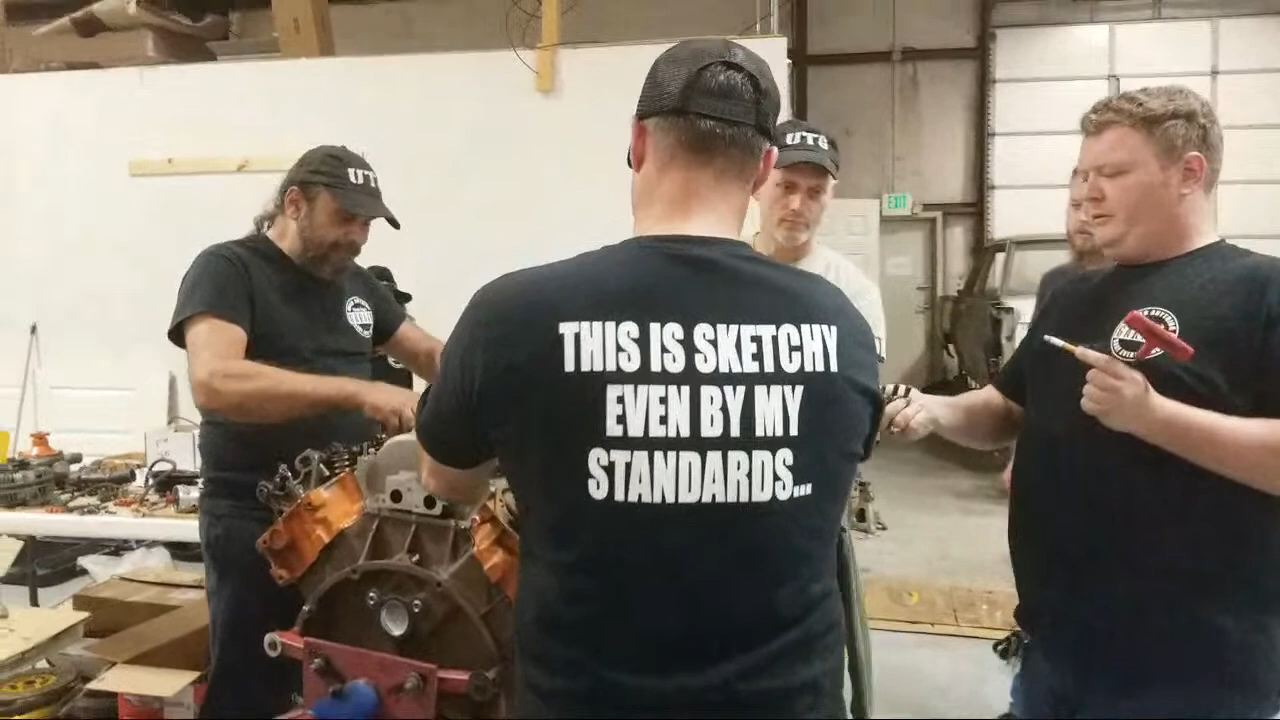 UTG
UTG
EXIT
THIS IS SKETCHY
EVEN BY MY
STANDARDS...